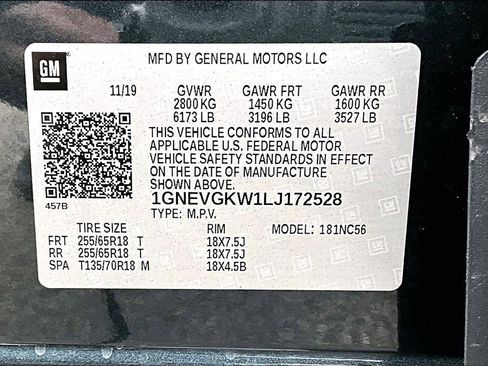 GM
MFD BY GENERAL MOTORS LLC
11/19 GVWR GAWR FRT GAWR RR
2800 KG 1450 KG 1600 KG
6173 LB 3196 LB 3527 LB
THIS VEHICLE CONFORMS TO ALL
APPLICABLE U.S. FEDERAL MOTOR
VEHICLE SAFETY STANDARDS IN EFFECT
ON THE DATE OF MANUFACTURE
SHOWN ABOVE.
457B
1GNEVGKW1LJ172528
TYPE: M.P.V.
TIRE SIZE RIM MODEL: 181NC56
FRT 255/65R18 T 18X7.5J
RR 255/65R18 T 18X7.5J
SPA T135/70R18 M 18X4.5B